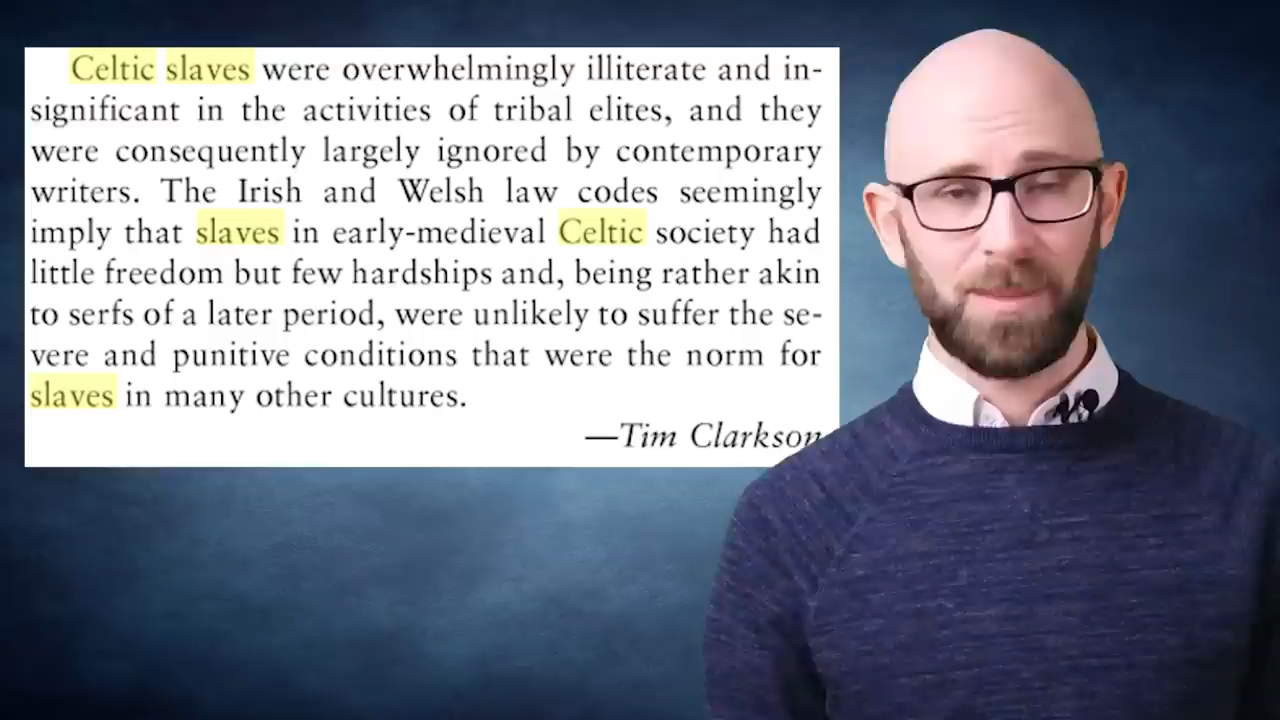 Celtic slaves were overwhelmingly illiterate and in-
significant in the activities of tribal elites, and they
were consequently largely ignored by contemporary
writers. The Irish and Welsh law codes seemingly
imply that slaves in early-medieval Celtic society had
little freedom but few hardships and, being rather akin
to serfs of a later period, were unlikely to suffer the se-
vere and punitive conditions that were the norm for
slaves in many other cultures.
—Tim Clarkson